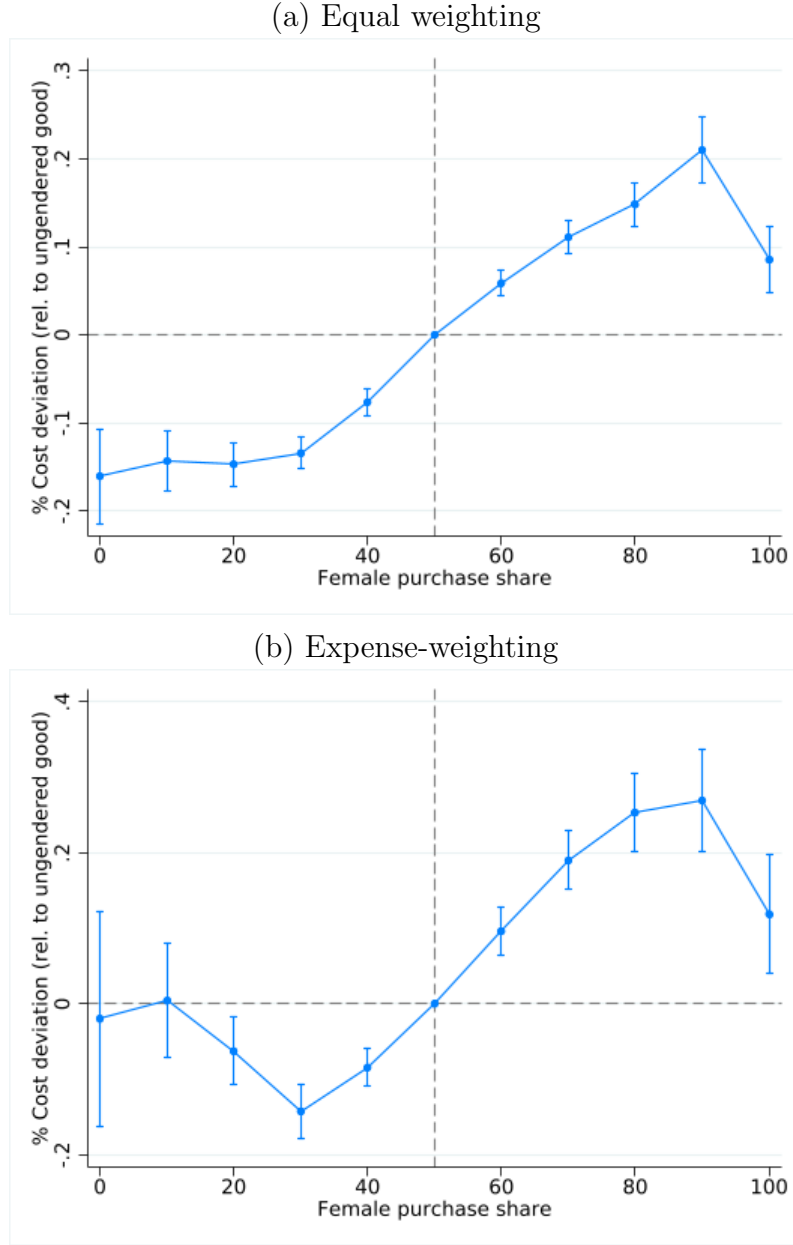 (a) Equal weighting
% Cost deviation (rel. to ungendered good)
.3
.2
.1
0
-.1
-.2
0 20 40 60 80 100
Female purchase share
(b) Expense-weighting
% Cost deviation (rel. to ungendered good)
.4
.2
0
-.2
0 20 40 60 80 100
Female purchase share